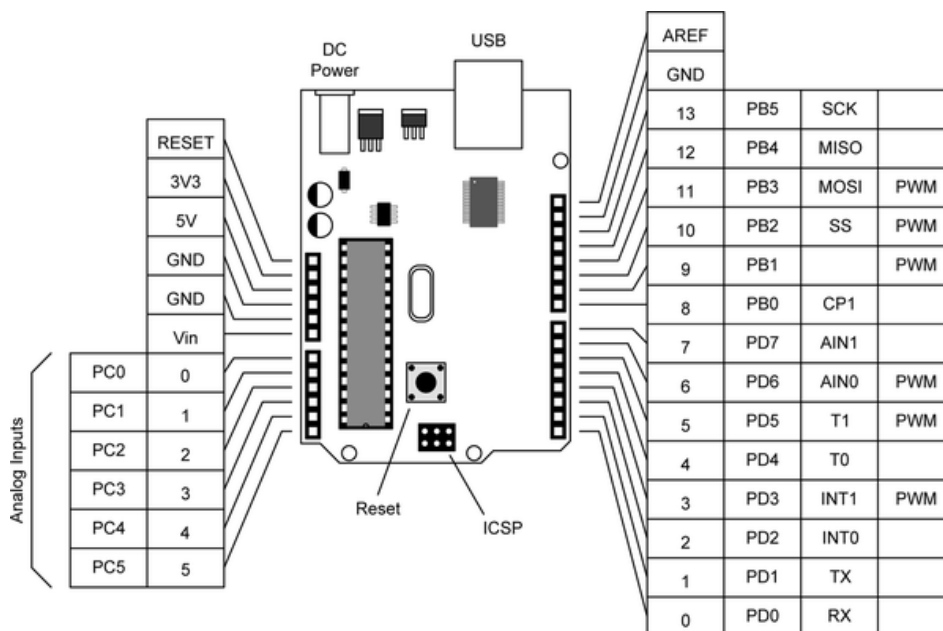 DC
Power
USB
RESET
3V3
5V
GND
GND
Vin
Analog Inputs
PC0 0
PC1 1
PC2 2
PC3 3
PC4 4
PC5 5
Reset
ICSP
AREF
GND
13 PB5 SCK
12 PB4 MISO
11 PB3 MOSI PWM
10 PB2 SS PWM
9 PB1 PWM
8 PB0 CP1
7 PD7 AIN1
6 PD6 AIN0 PWM
5 PD5 T1 PWM
4 PD4 T0
3 PD3 INT1 PWM
2 PD2 INT0
1 PD1 TX
0 PD0 RX